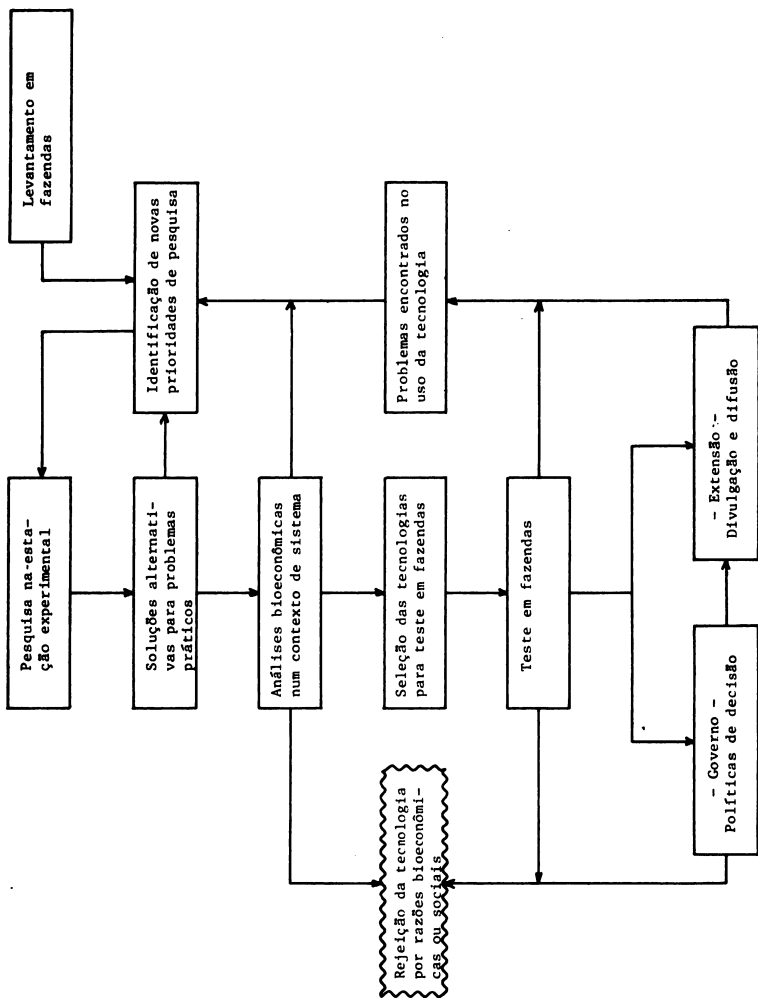 Levantamento em
fazendas
Pesquisa na-esta-
ção experimental
Identificação de novas
prioridades de pesquisa
Soluções alternati-
vas para problemas
práticos
Análises bioeconômicas
num contexto de sistema
Rejeição da tecnologia
por razões bioeconômi-
cas ou sociais
Seleção das tecnologias
para teste em fazendas
Problemas encontrados no
uso da tecnologia
Teste em fazendas
- Governo -
Políticas de decisão
- Extensão -
Divulgação e difusão